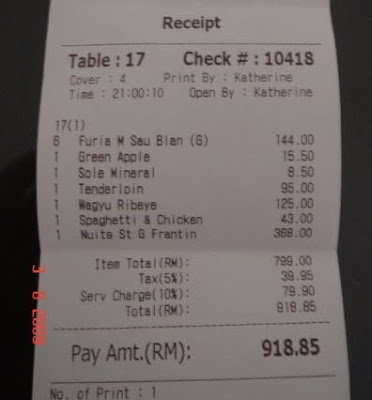 Receipt
Table : 17 Check # : 10418
Cover : 4 Print By : Katherine
Time : 21:00:10 Open By : Katherine
17(1)
6 Furia M Sau Blan (G) 144.00
1 Green Apple 15.50
1 Sole Mineral 8.50
1 Tenderloin 95.00
1 Wagyu Ribeye 125.00
1 Spaghetti & Chicken 43.00
1 Nuits St G Frantin 368.00
Item Total(RM): 799.00
Tax(5%): 39.95
Serv Charge(10%): 79.90
Total(RM): 918.85
Pay Amt.(RM): 918.85
No. of Print : 1